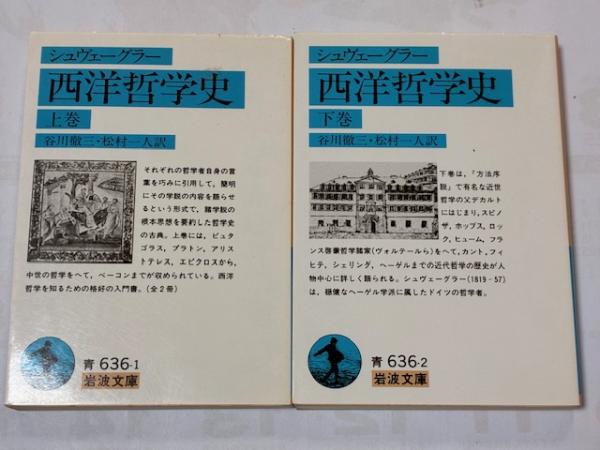 シュヴェーグラー
西洋哲学史
上巻
谷川徹三・松村一人訳
それぞれの哲学者自身の言
葉を巧みに引用して，簡明
にその学説の内容を語らせ
るという形式で，諸学説の
根本思想を要約した哲学史
の古典．上巻には，ピュタ
ゴラス，プラトン，アリス
トテレス，エピクロスから，
中世の哲学をへて，ベーコンまでが収められている．西洋
哲学を知るための格好の入門書．（全2冊）
青 636-1
岩波文庫
シュヴェーグラー
西洋哲学史
下巻
谷川徹三・松村一人訳
下巻は，『方法序
説』で有名な近世
哲学の父デカルト
にはじまり，スピノ
ザ，ホッブス，ロッ
ク，ヒューム，フラ
ンス啓蒙哲学諸家（ヴォルテールら）をへて，カント，フィ
ヒテ，シェリング，ヘーゲルまでの近代哲学の歴史が人
物中心に詳しく語られる．シュヴェーグラー（1819-57）
は，穏健なヘーゲル学派に属したドイツの哲学者．
青 636-2
岩波文庫